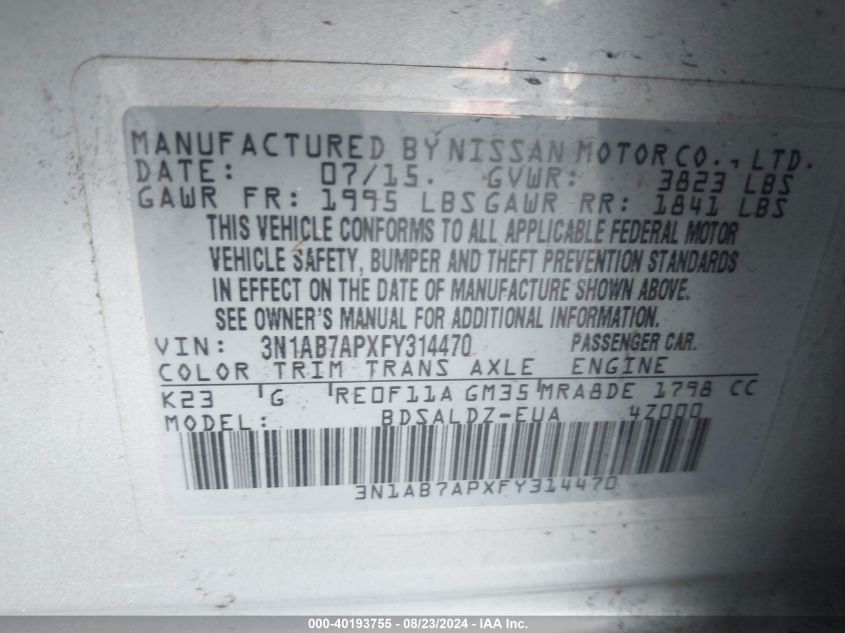 MANUFACTURED BY NISSAN MOTOR CO., LTD.
DATE: 07/15. GVWR: 3823 LBS
GAWR FR: 1995 LBS GAWR RR: 1841 LBS
THIS VEHICLE CONFORMS TO ALL APPLICABLE FEDERAL MOTOR
VEHICLE SAFETY, BUMPER AND THEFT PREVENTION STANDARDS
IN EFFECT ON THE DATE OF MANUFACTURE SHOWN ABOVE.
SEE OWNER'S MANUAL FOR ADDITIONAL INFORMATION.
VIN: 3N1AB7APXFY314470 PASSENGER CAR.
COLOR TRIM TRANS AXLE ENGINE
K23 G RE0F11A GM35 MRA8DE 1798 CC
MODEL: BDSALDZ-EUA 4Z000
3N1AB7APXFY314470
000-40193755 - 08/23/2024 - IAA Inc.